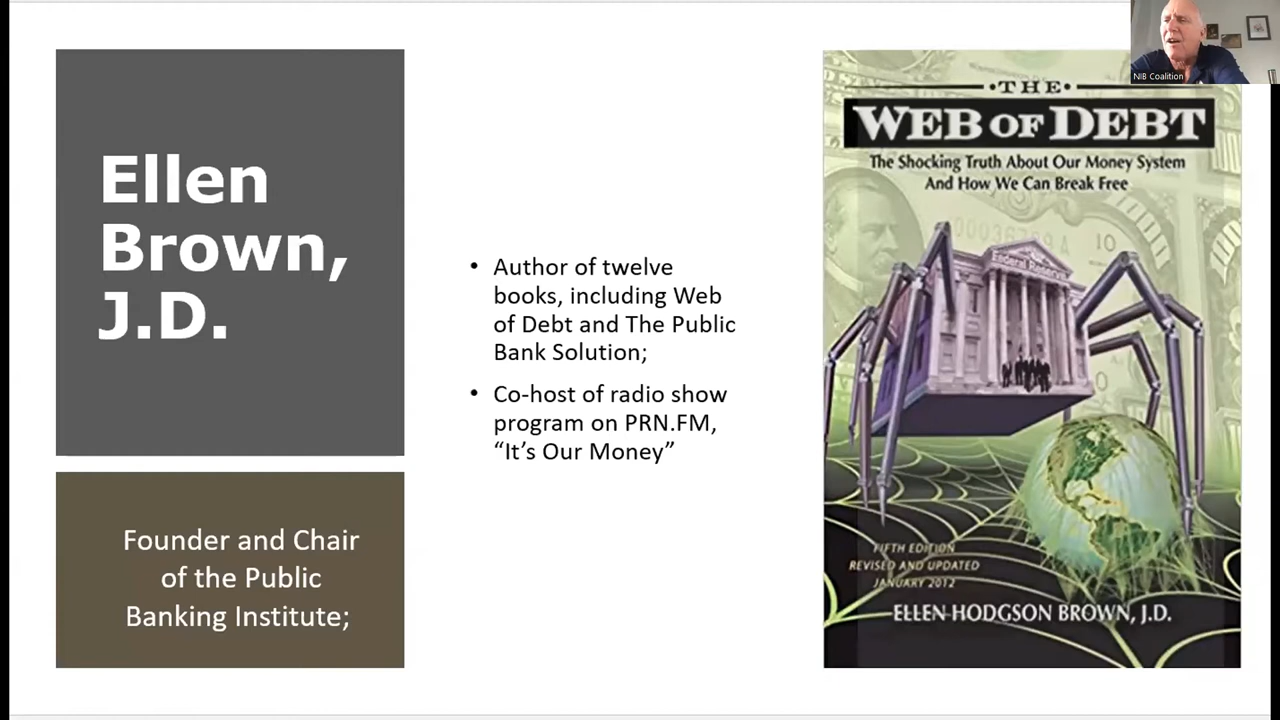 Ellen
Brown,
J.D.
Founder and Chair
of the Public
Banking Institute;
• Author of twelve
books, including Web
of Debt and The Public
Bank Solution;
• Co-host of radio show
program on PRN.FM,
“It’s Our Money”
NIB Coalition
•THE•
WEB OF DEBT
The Shocking Truth About Our Money System
And How We Can Break Free
10
Federal Reserve
FIFTH EDITION
REVISED AND UPDATED
JANUARY 2012
ELLEN HODGSON BROWN, J.D.